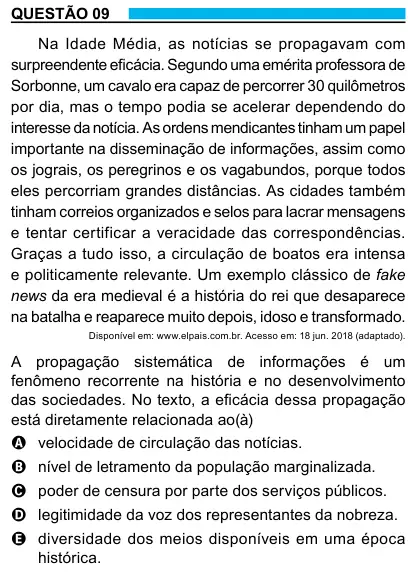 QUESTÃO 09
Na Idade Média, as notícias se propagavam com
surpreendente eficácia. Segundo uma emérita professora de
Sorbonne, um cavalo era capaz de percorrer 30 quilômetros
por dia, mas o tempo podia se acelerar dependendo do
interesse da notícia. As ordens mendicantes tinham um papel
importante na disseminação de informações, assim como
os jograis, os peregrinos e os vagabundos, porque todos
eles percorriam grandes distâncias. As cidades também
tinham correios organizados e selos para lacrar mensagens
e tentar certificar a veracidade das correspondências.
Graças a tudo isso, a circulação de boatos era intensa
e politicamente relevante. Um exemplo clássico de fake
news da era medieval é a história do rei que desaparece
na batalha e reaparece muito depois, idoso e transformado.
Disponível em: www.elpais.com.br. Acesso em: 18 jun. 2018 (adaptado).
A propagação sistemática de informações é um
fenômeno recorrente na história e no desenvolvimento
das sociedades. No texto, a eficácia dessa propagação
está diretamente relacionada ao(à)
A velocidade de circulação das notícias.
B nível de letramento da população marginalizada.
C poder de censura por parte dos serviços públicos.
D legitimidade da voz dos representantes da nobreza.
E diversidade dos meios disponíveis em uma época
histórica.